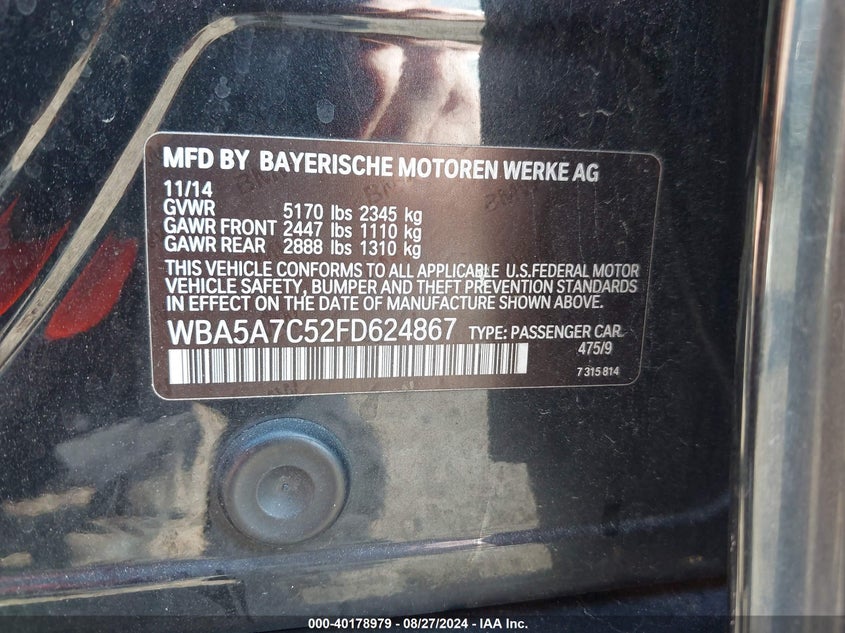 MFD BY BAYERISCHE MOTOREN WERKE AG
11/14
GVWR 5170 lbs 2345 kg
GAWR FRONT 2447 lbs 1110 kg
GAWR REAR 2888 lbs 1310 kg
THIS VEHICLE CONFORMS TO ALL APPLICABLE U.S.FEDERAL MOTOR
VEHICLE SAFETY, BUMPER AND THEFT PREVENTION STANDARDS
IN EFFECT ON THE DATE OF MANUFACTURE SHOWN ABOVE.
WBA5A7C52FD624867 TYPE: PASSENGER CAR
475/9
7 315 814
000-40178979 // 08/27/2024 // IAA Inc.